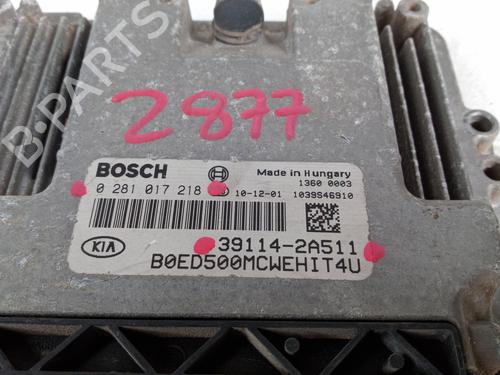 2877
BOSCH
Made in Hungary
0 281 017 218
10-12-01
1360 0003
1039S46910
KIA
39114-2A511
B0ED500MCWEHIT4U
B-PARTS